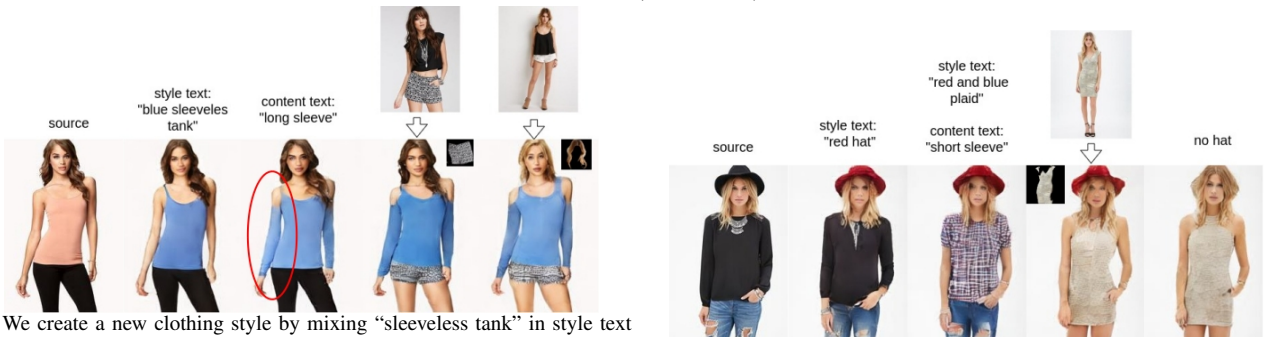 source
style text:
"blue sleeveles
tank"
content text:
"long sleeve"
We create a new clothing style by mixing “sleeveless tank” in style text
source
style text:
"red hat"
style text:
"red and blue
plaid"
content text:
"short sleeve"
no hat